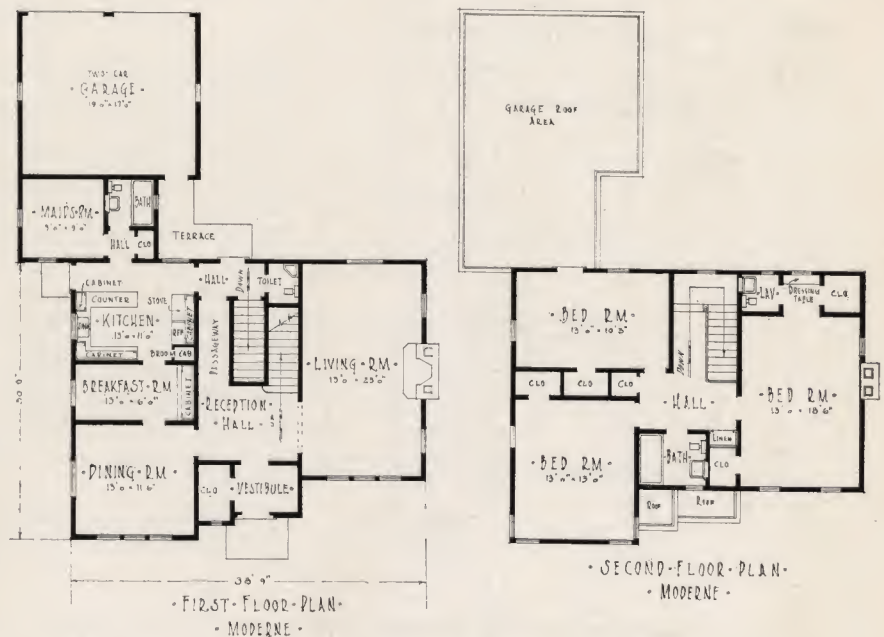 TWO-CAR
GARAGE
19'0" × 17'0"
MAID'S RM
9'0" × 9'0"
BATH
HALL
CLO
TERRACE
CABINET
COUNTER
STOVE
SINK
KITCHEN
13'0" × 11'0"
REF
CABINET
CABINET
BROOM CAB
HALL
DOWN
TOILET
PASSAGEWAY
LIVING RM
13'0" × 23'0"
BREAKFAST RM
13'0" × 6'0"
CABINET
RECEPTION
HALL
UP
DINING RM
13'0" × 11'6"
CLO
VESTIBULE
38'9"
· FIRST · FLOOR · PLAN ·
· MODERNE ·
GARAGE ROOF
AREA
BED RM
13'0" × 10'3"
DOWN
LAV
DRESSING
TABLE
CLO
CLO
CLO
CLO
HALL
BED RM
13'0" × 18'6"
BED RM
13'0" × 13'0"
BATH
LINEN
CLO
ROOF
ROOF
· SECOND · FLOOR · PLAN ·
· MODERNE ·